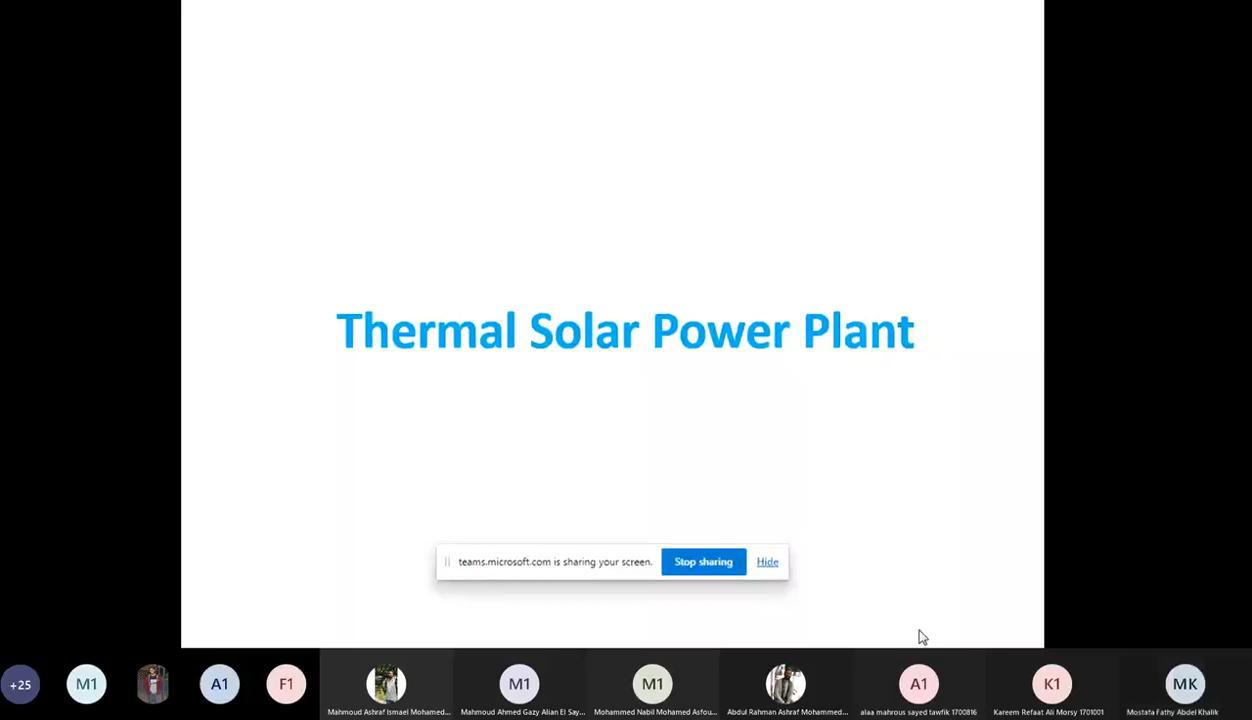 Thermal Solar Power Plant
teams.microsoft.com is sharing your screen.
Stop sharing
Hide
+25
M1
A1
F1
M1
M1
A1
K1
MK
Mahmoud Ashraf Ismael Mohamed...
Mahmoud Ahmed Gazy Alian El Say...
Mohammed Nabil Mohamed Asfou...
Abdul Rahman Ashraf Mohammed...
alaa mahrous sayed tawfik 1700816
Kareem Refaat Ali Morsy 1701001
Mostafa Fathy Abdel Khalik